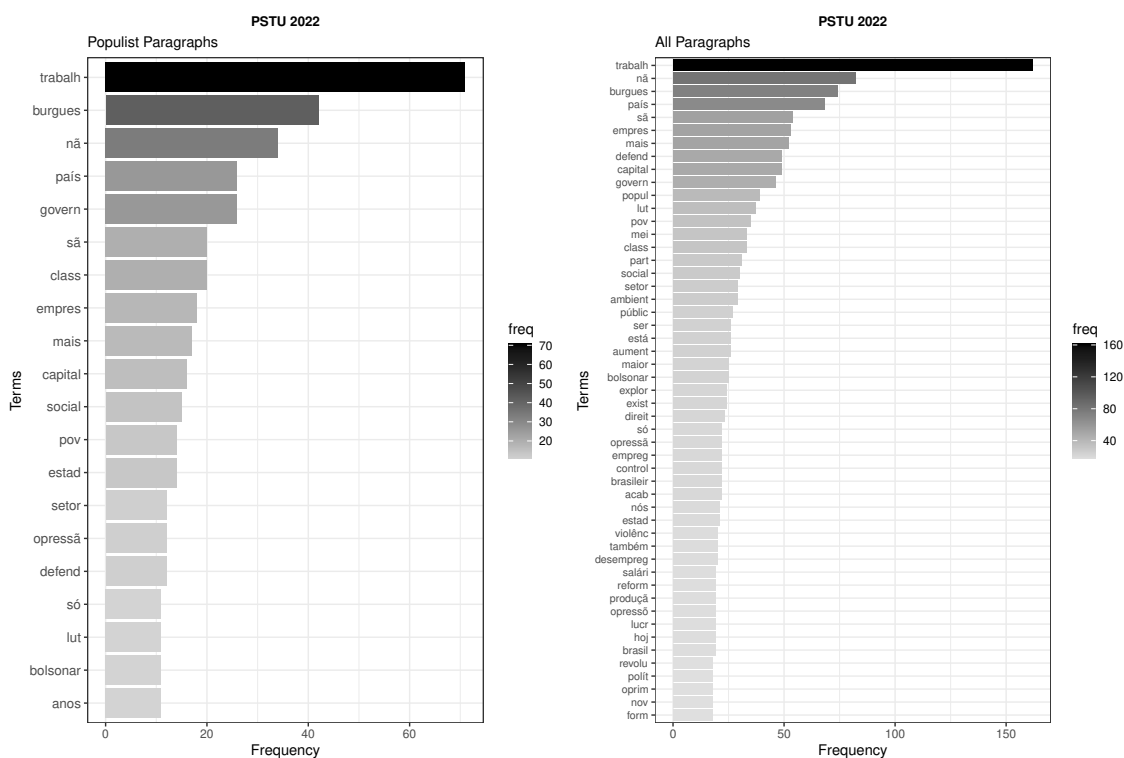 PSTU 2022
Populist Paragraphs
trabalh
burgues
nã
país
govern
sã
class
empres
mais
capital
social
pov
estad
setor
opressã
defend
só
lut
bolsonar
anos
Terms
0 20 40 60
Frequency
freq
70
60
50
40
30
20
PSTU 2022
All Paragraphs
trabalh
nã
burgues
país
sã
empres
mais
defend
capital
govern
popul
lut
pov
mei
class
part
social
setor
ambient
públic
ser
está
aument
maior
bolsonar
explor
exist
direit
só
opressã
empreg
control
brasileir
acab
nós
estad
violênc
também
desempreg
salári
reform
produçã
opressõ
lucr
hoj
brasil
revolu
polít
oprim
nov
form
Terms
0 50 100 150
Frequency
freq
160
120
80
40